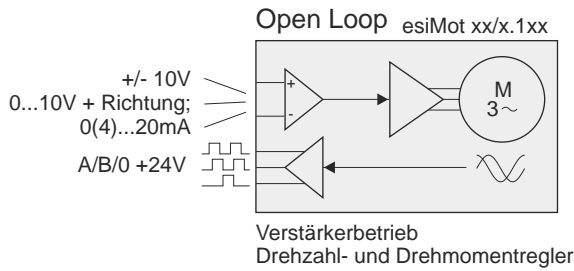 Open Loop esiMot xx/x.1xx
+/- 10V
0...10V + Richtung;
0(4)...20mA
+
-
M
3~
A/B/0 +24V
Verstärkerbetrieb
Drehzahl- und Drehmomentregler